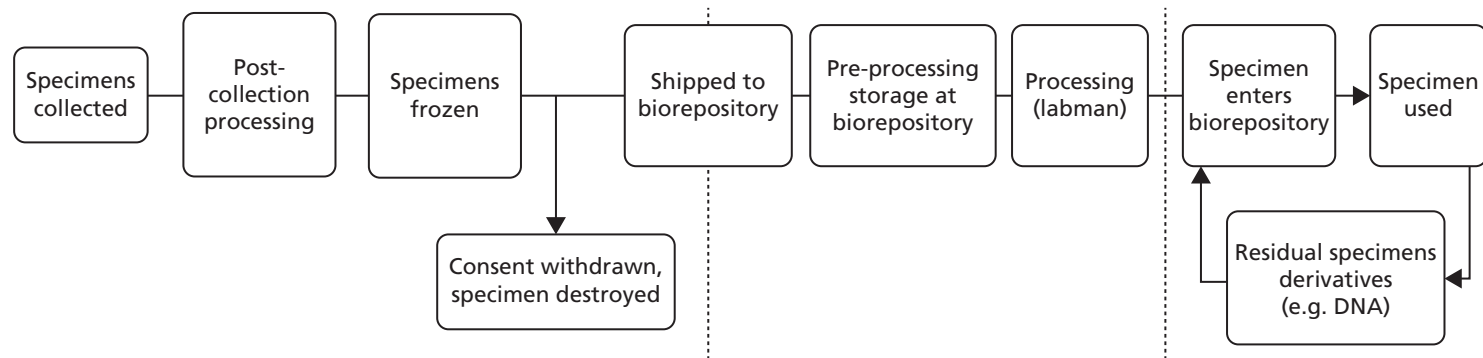 Specimens
collected
Post-
collection
processing
Specimens
frozen
Shipped to
biorepository
Pre-processing
storage at
biorepository
Processing
(labman)
Specimen
enters
biorepository
Specimen
used
Consent withdrawn,
specimen destroyed
Residual specimens
derivatives
(e.g. DNA)